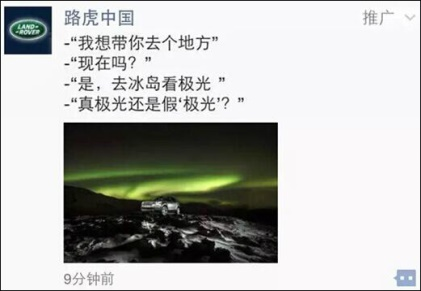 LAND-
ROVER
路虎中国
推广
-“我想带你去个地方”
-“现在吗？”
-“是，去冰岛看极光 ”
-“真极光还是假‘极光’？”
9分钟前